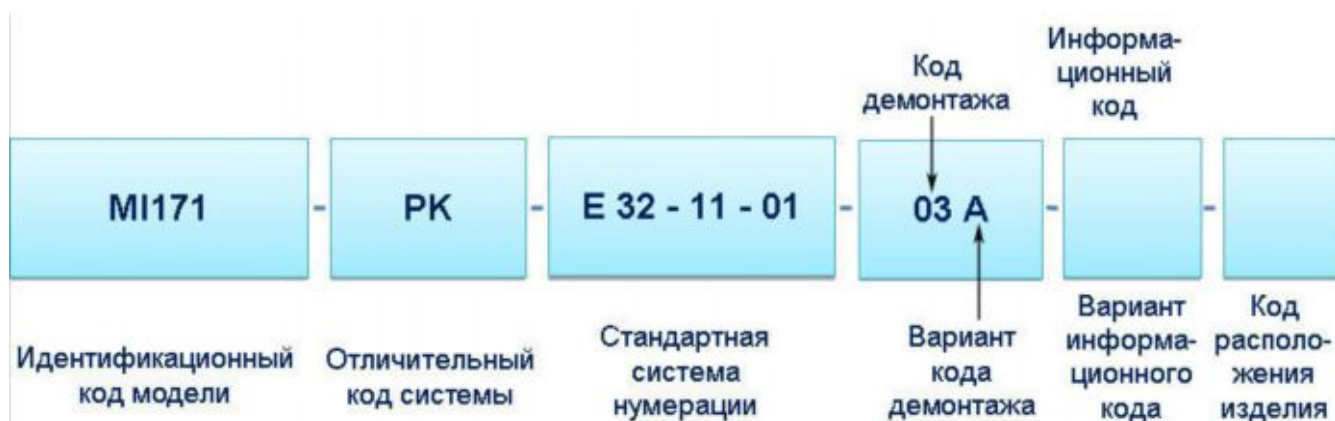 Код
демонтажа
Информа-
ционный
код
MI171 - PK - E 32 - 11 - 01 - 03 A - -
Идентификационный
код модели
Отличительный
код системы
Стандартная
система
нумерации
Вариант
кода
демонтажа
Вариант
информа-
ционного
кода
Код
располо-
жения
изделия